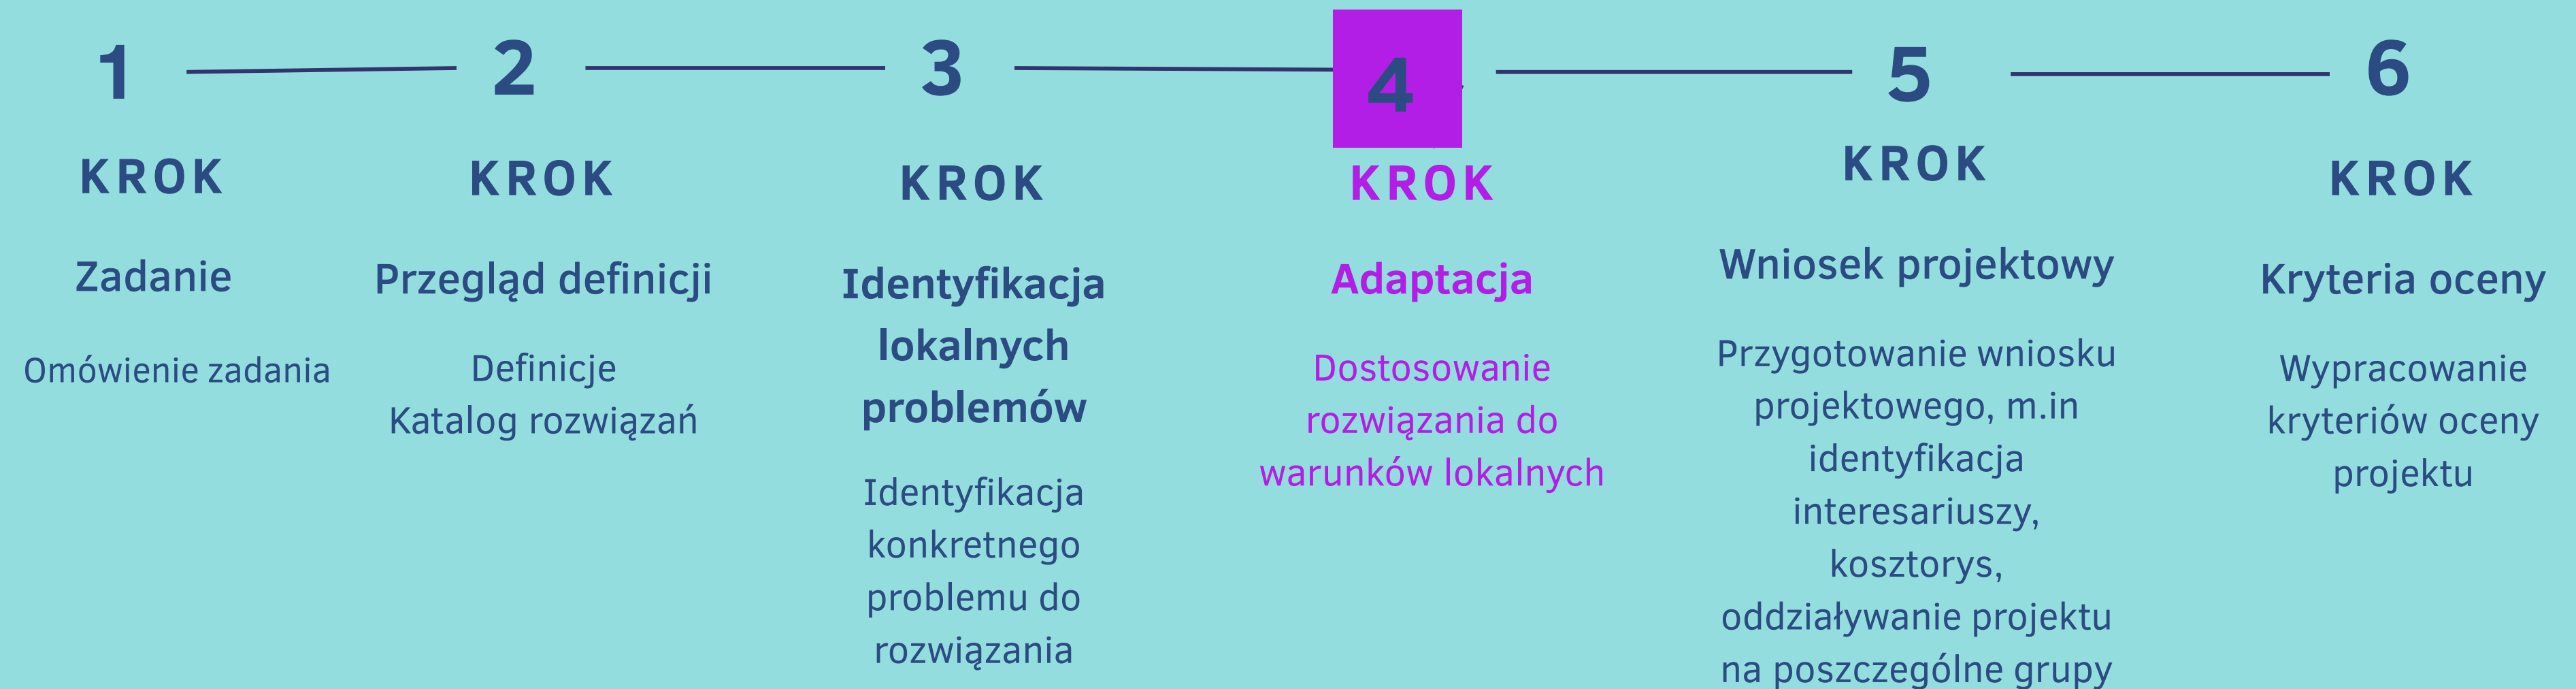 1
KROK
Zadanie
Omówienie zadania
2
KROK
Przegląd definicji
Definicje
Katalog rozwiązań
3
KROK
Identyfikacja
lokalnych
problemów
Identyfikacja
konkretnego
problemu do
rozwiązania
4
KROK
Adaptacja
Dostosowanie
rozwiązania do
warunków lokalnych
5
KROK
Wniosek projektowy
Przygotowanie wniosku
projektowego, m.in
identyfikacja
interesariuszy,
kosztorys,
oddziaływanie projektu
na poszczególne grupy
6
KROK
Kryteria oceny
Wypracowanie
kryteriów oceny
projektu